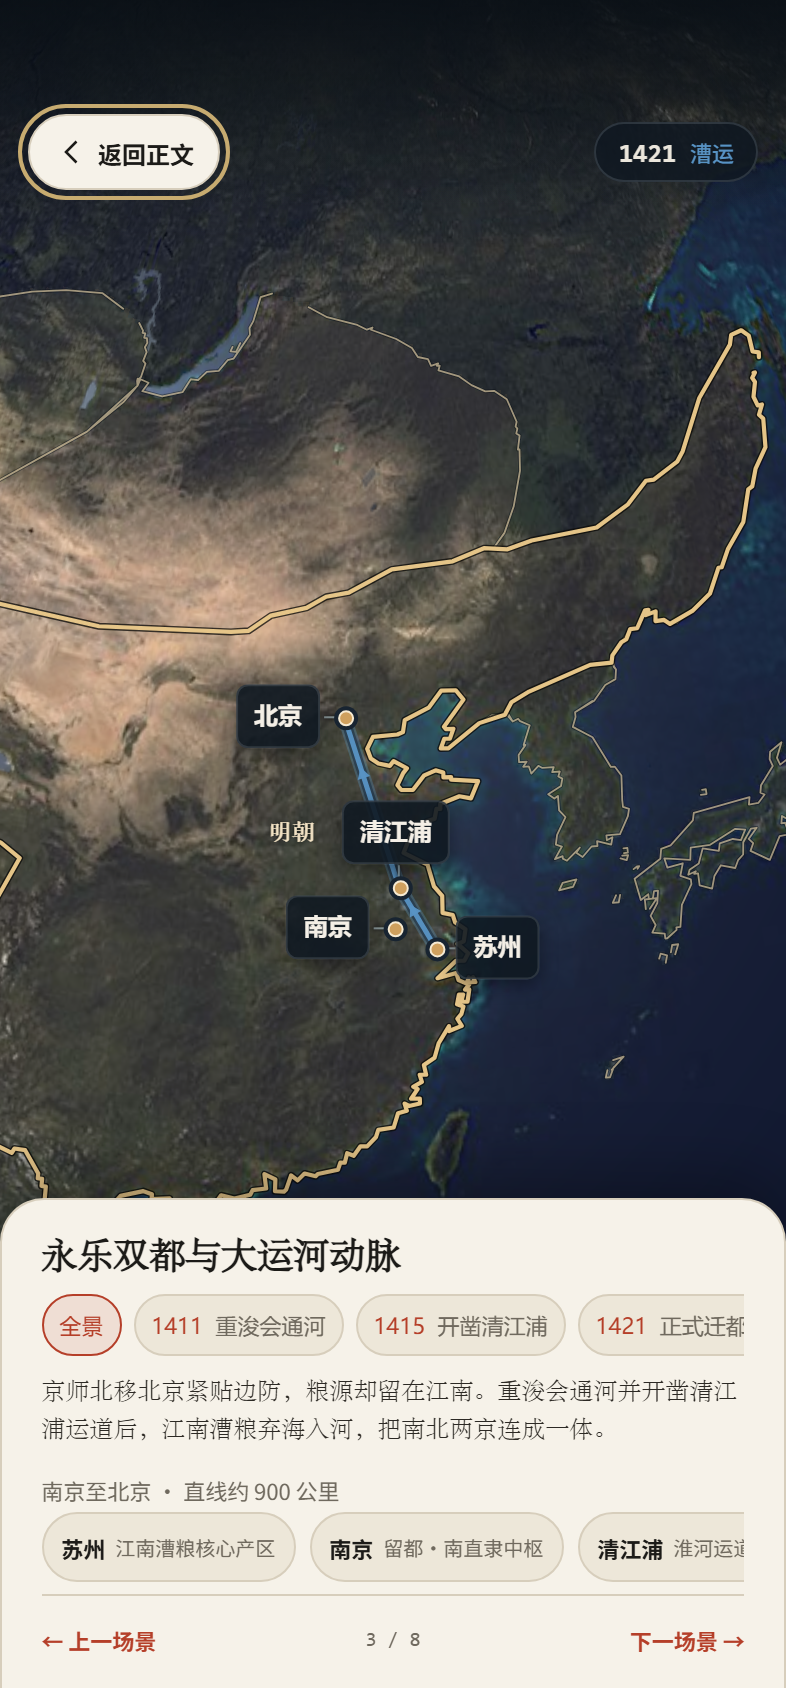 返回正文
1421 漕运
北京
明朝
清江浦
南京
苏州
永乐双都与大运河动脉
全景
1411 重浚会通河
1415 开凿清江浦
1421 正式迁都
京师北移北京紧贴边防，粮源却留在江南。重浚会通河并开凿清江
浦运道后，江南漕粮弃海入河，把南北两京连成一体。
南京至北京 · 直线约 900 公里
苏州 江南漕粮核心产区
南京 留都·南直隶中枢
清江浦 淮河运道
← 上一场景
3 / 8
下一场景 →